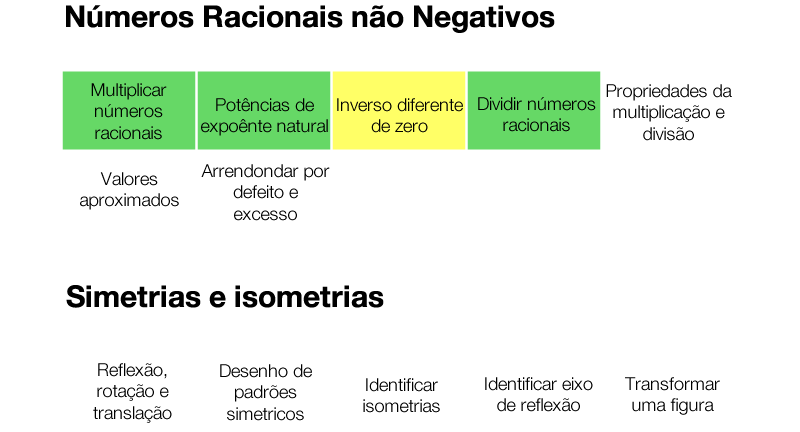 Números Racionais não Negativos
Multiplicar
números
racionais
Potências de
expoênte natural
Inverso diferente
de zero
Dividir números
racionais
Propriedades da
multiplicação e
divisão
Valores
aproximados
Arrendondar por
defeito e
excesso
Simetrias e isometrias
Reflexão,
rotação e
translação
Desenho de
padrões
simetricos
Identificar
isometrias
Identificar eixo
de reflexão
Transformar
uma figura